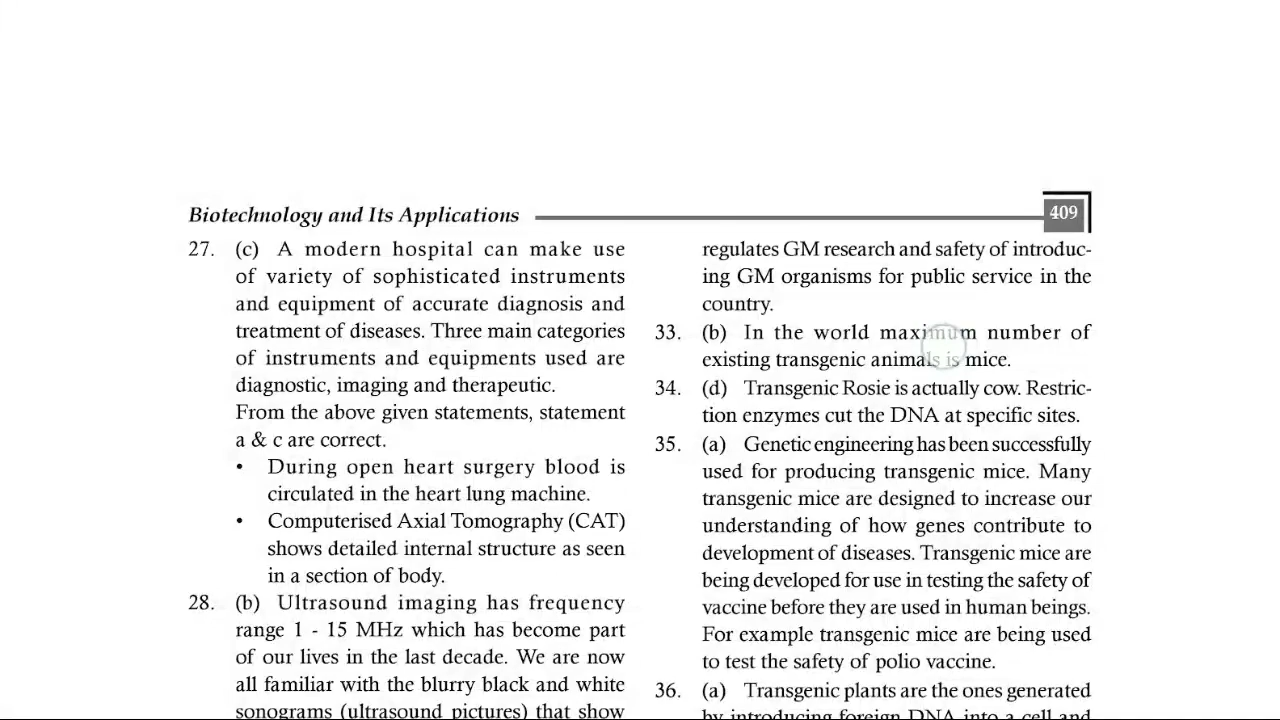 Biotechnology and Its Applications
409
27. (c) A modern hospital can make use
of variety of sophisticated instruments
and equipment of accurate diagnosis and
treatment of diseases. Three main categories
of instruments and equipments used are
diagnostic, imaging and therapeutic.
From the above given statements, statement
a & c are correct.
• During open heart surgery blood is
circulated in the heart lung machine.
• Computerised Axial Tomography (CAT)
shows detailed internal structure as seen
in a section of body.
28. (b) Ultrasound imaging has frequency
range 1 - 15 MHz which has become part
of our lives in the last decade. We are now
all familiar with the blurry black and white
sonograms (ultrasound pictures) that show
regulates GM research and safety of introduc-
ing GM organisms for public service in the
country.
33. (b) In the world maximum number of
existing transgenic animals is mice.
34. (d) Transgenic Rosie is actually cow. Restric-
tion enzymes cut the DNA at specific sites.
35. (a) Genetic engineering has been successfully
used for producing transgenic mice. Many
transgenic mice are designed to increase our
understanding of how genes contribute to
development of diseases. Transgenic mice are
being developed for use in testing the safety of
vaccine before they are used in human beings.
For example transgenic mice are being used
to test the safety of polio vaccine.
36. (a) Transgenic plants are the ones generated
by introducing foreign DNA into a cell and